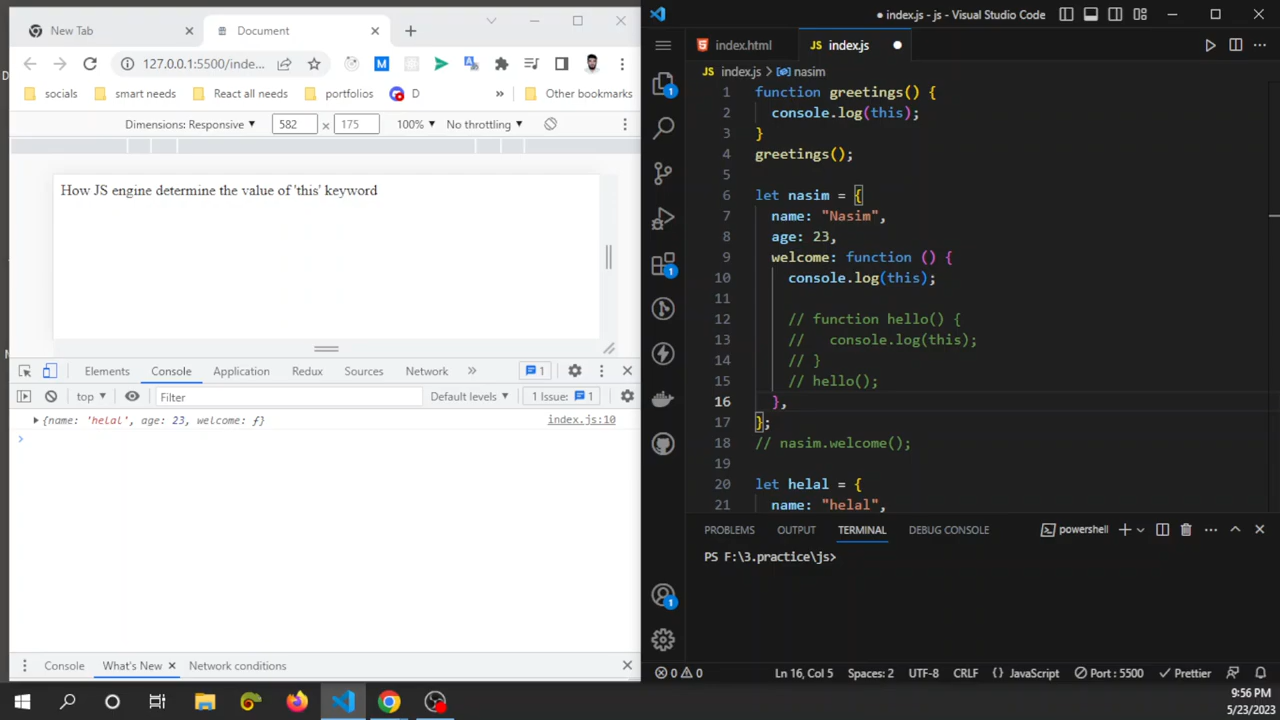 New Tab
Document
127.0.0.1:5500/inde...
socials
smart needs
React all needs
portfolios
D
»
Other bookmarks
Dimensions: Responsive
582
x
175
100%
No throttling
How JS engine determine the value of 'this' keyword
Elements
Console
Application
Redux
Sources
Network
»
1
top
Filter
Default levels
1 Issue:
1
{name: 'helal', age: 23, welcome: ƒ}
index.js:10
Console
What's New
Network conditions
● index.js - js - Visual Studio Code
index.html
JS index.js
JS index.js > nasim
1 function greetings() {
2 console.log(this);
3 }
4 greetings();
5
6 let nasim = {
7 name: "Nasim",
8 age: 23,
9 welcome: function () {
10 console.log(this);
11
12 // function hello() {
13 // console.log(this);
14 // }
15 // hello();
16 },
17 };
18 // nasim.welcome();
19
20 let helal = {
21 name: "helal",
1
1
1
PROBLEMS
OUTPUT
TERMINAL
DEBUG CONSOLE
powershell
PS F:\3.practice\js>
0
0
Ln 16, Col 5
Spaces: 2
UTF-8
CRLF
{} JavaScript
Port : 5500
Prettier
9:56 PM
5/23/2023